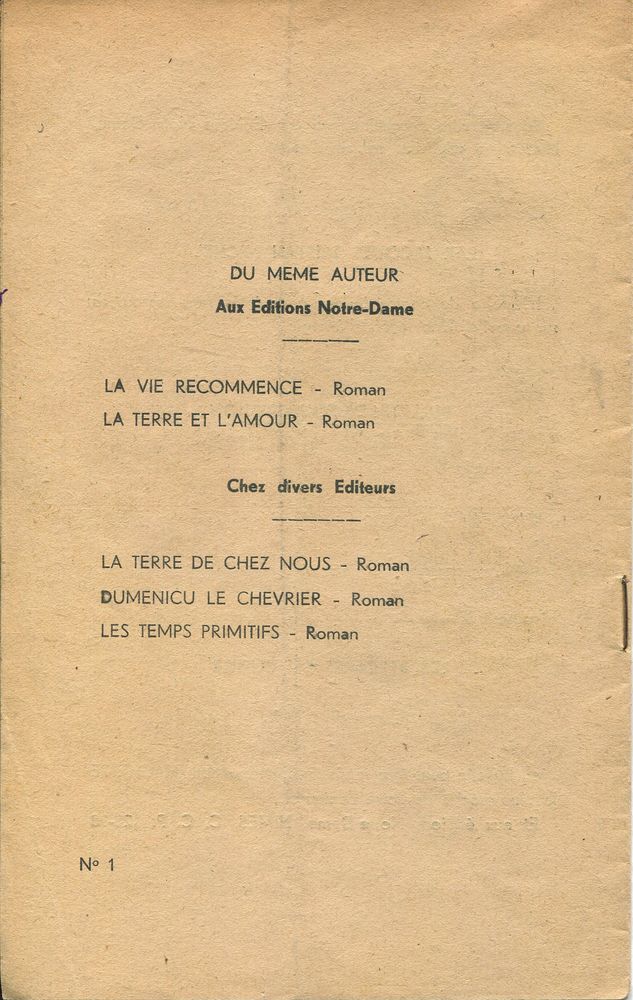 DU MEME AUTEUR
Aux Editions Notre-Dame
LA VIE RECOMMENCE - Roman
LA TERRE ET L'AMOUR - Roman
Chez divers Editeurs
LA TERRE DE CHEZ NOUS - Roman
DUMENICU LE CHEVRIER - Roman
LES TEMPS PRIMITIFS - Roman
Nº 1